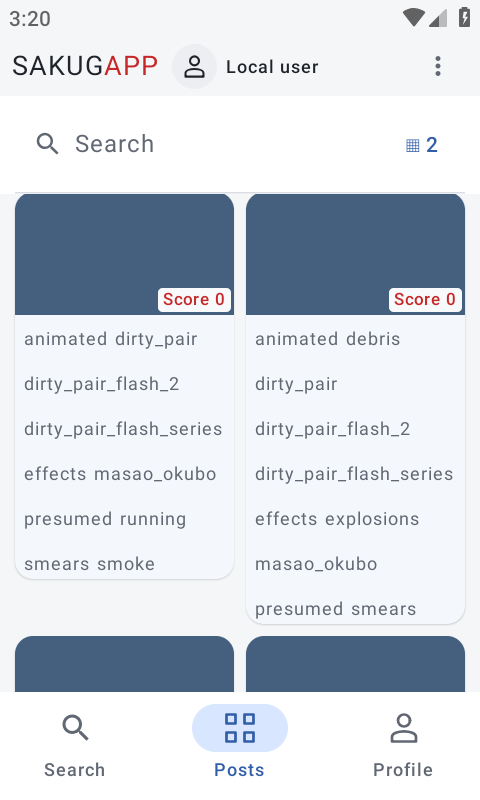 3:20
SAKUGAPP
Local user
Search
2
Score 0
animated dirty_pair
dirty_pair_flash_2
dirty_pair_flash_series
effects masao_okubo
presumed running
smears smoke
Score 0
animated debris
dirty_pair
dirty_pair_flash_2
dirty_pair_flash_series
effects explosions
masao_okubo
presumed smears
Search
Posts
Profile